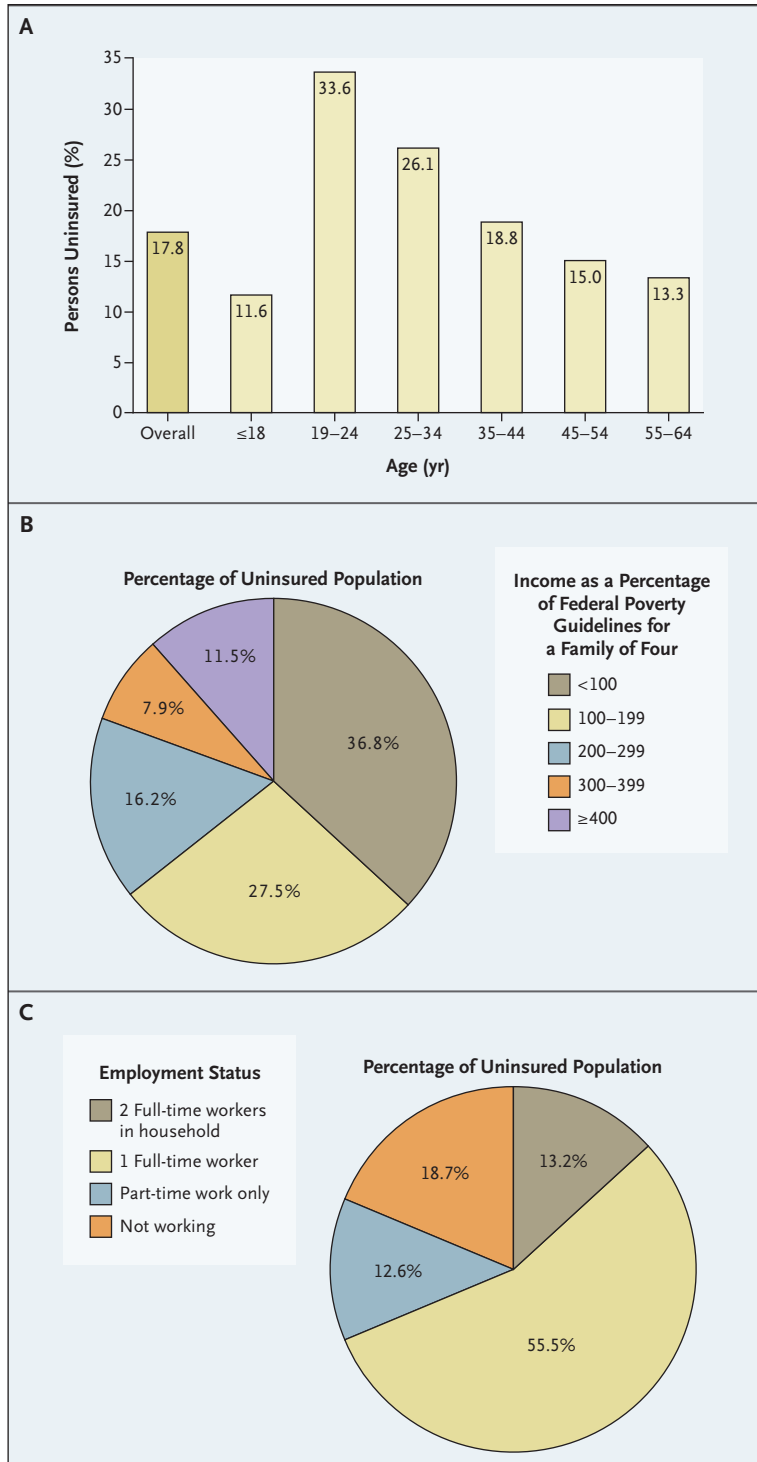 A
35
30
25
20
15
10
5
0
Persons Uninsured (%)
17.8
11.6
33.6
26.1
18.8
15.0
13.3
Overall
≤18
19–24
25–34
35–44
45–54
55–64
Age (yr)
B
Percentage of Uninsured Population
11.5%
7.9%
36.8%
16.2%
27.5%
Income as a Percentage
of Federal Poverty
Guidelines for
a Family of Four
<100
100–199
200–299
300–399
≥400
C
Employment Status
2 Full-time workers
in household
1 Full-time worker
Part-time work only
Not working
Percentage of Uninsured Population
18.7%
13.2%
12.6%
55.5%